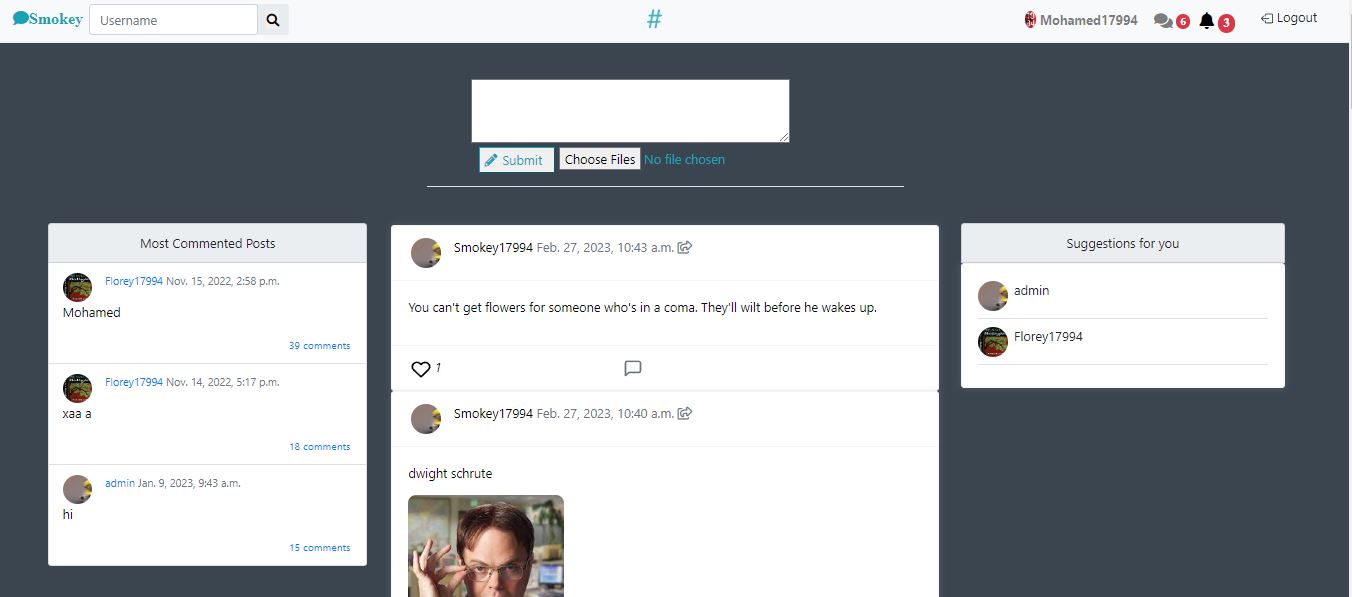 Smokey Username # Mohamed17994 6 3 Logout
Submit Choose Files No file chosen
Most Commented Posts
Florey17994 Nov. 15, 2022, 2:58 p.m.
Mohamed
39 comments
Florey17994 Nov. 14, 2022, 5:17 p.m.
xaa a
18 comments
admin Jan. 9, 2023, 9:43 a.m.
hi
15 comments
Smokey17994 Feb. 27, 2023, 10:43 a.m.
You can't get flowers for someone who's in a coma. They'll wilt before he wakes up.
1
Smokey17994 Feb. 27, 2023, 10:40 a.m.
dwight schrute
Suggestions for you
admin
Florey17994